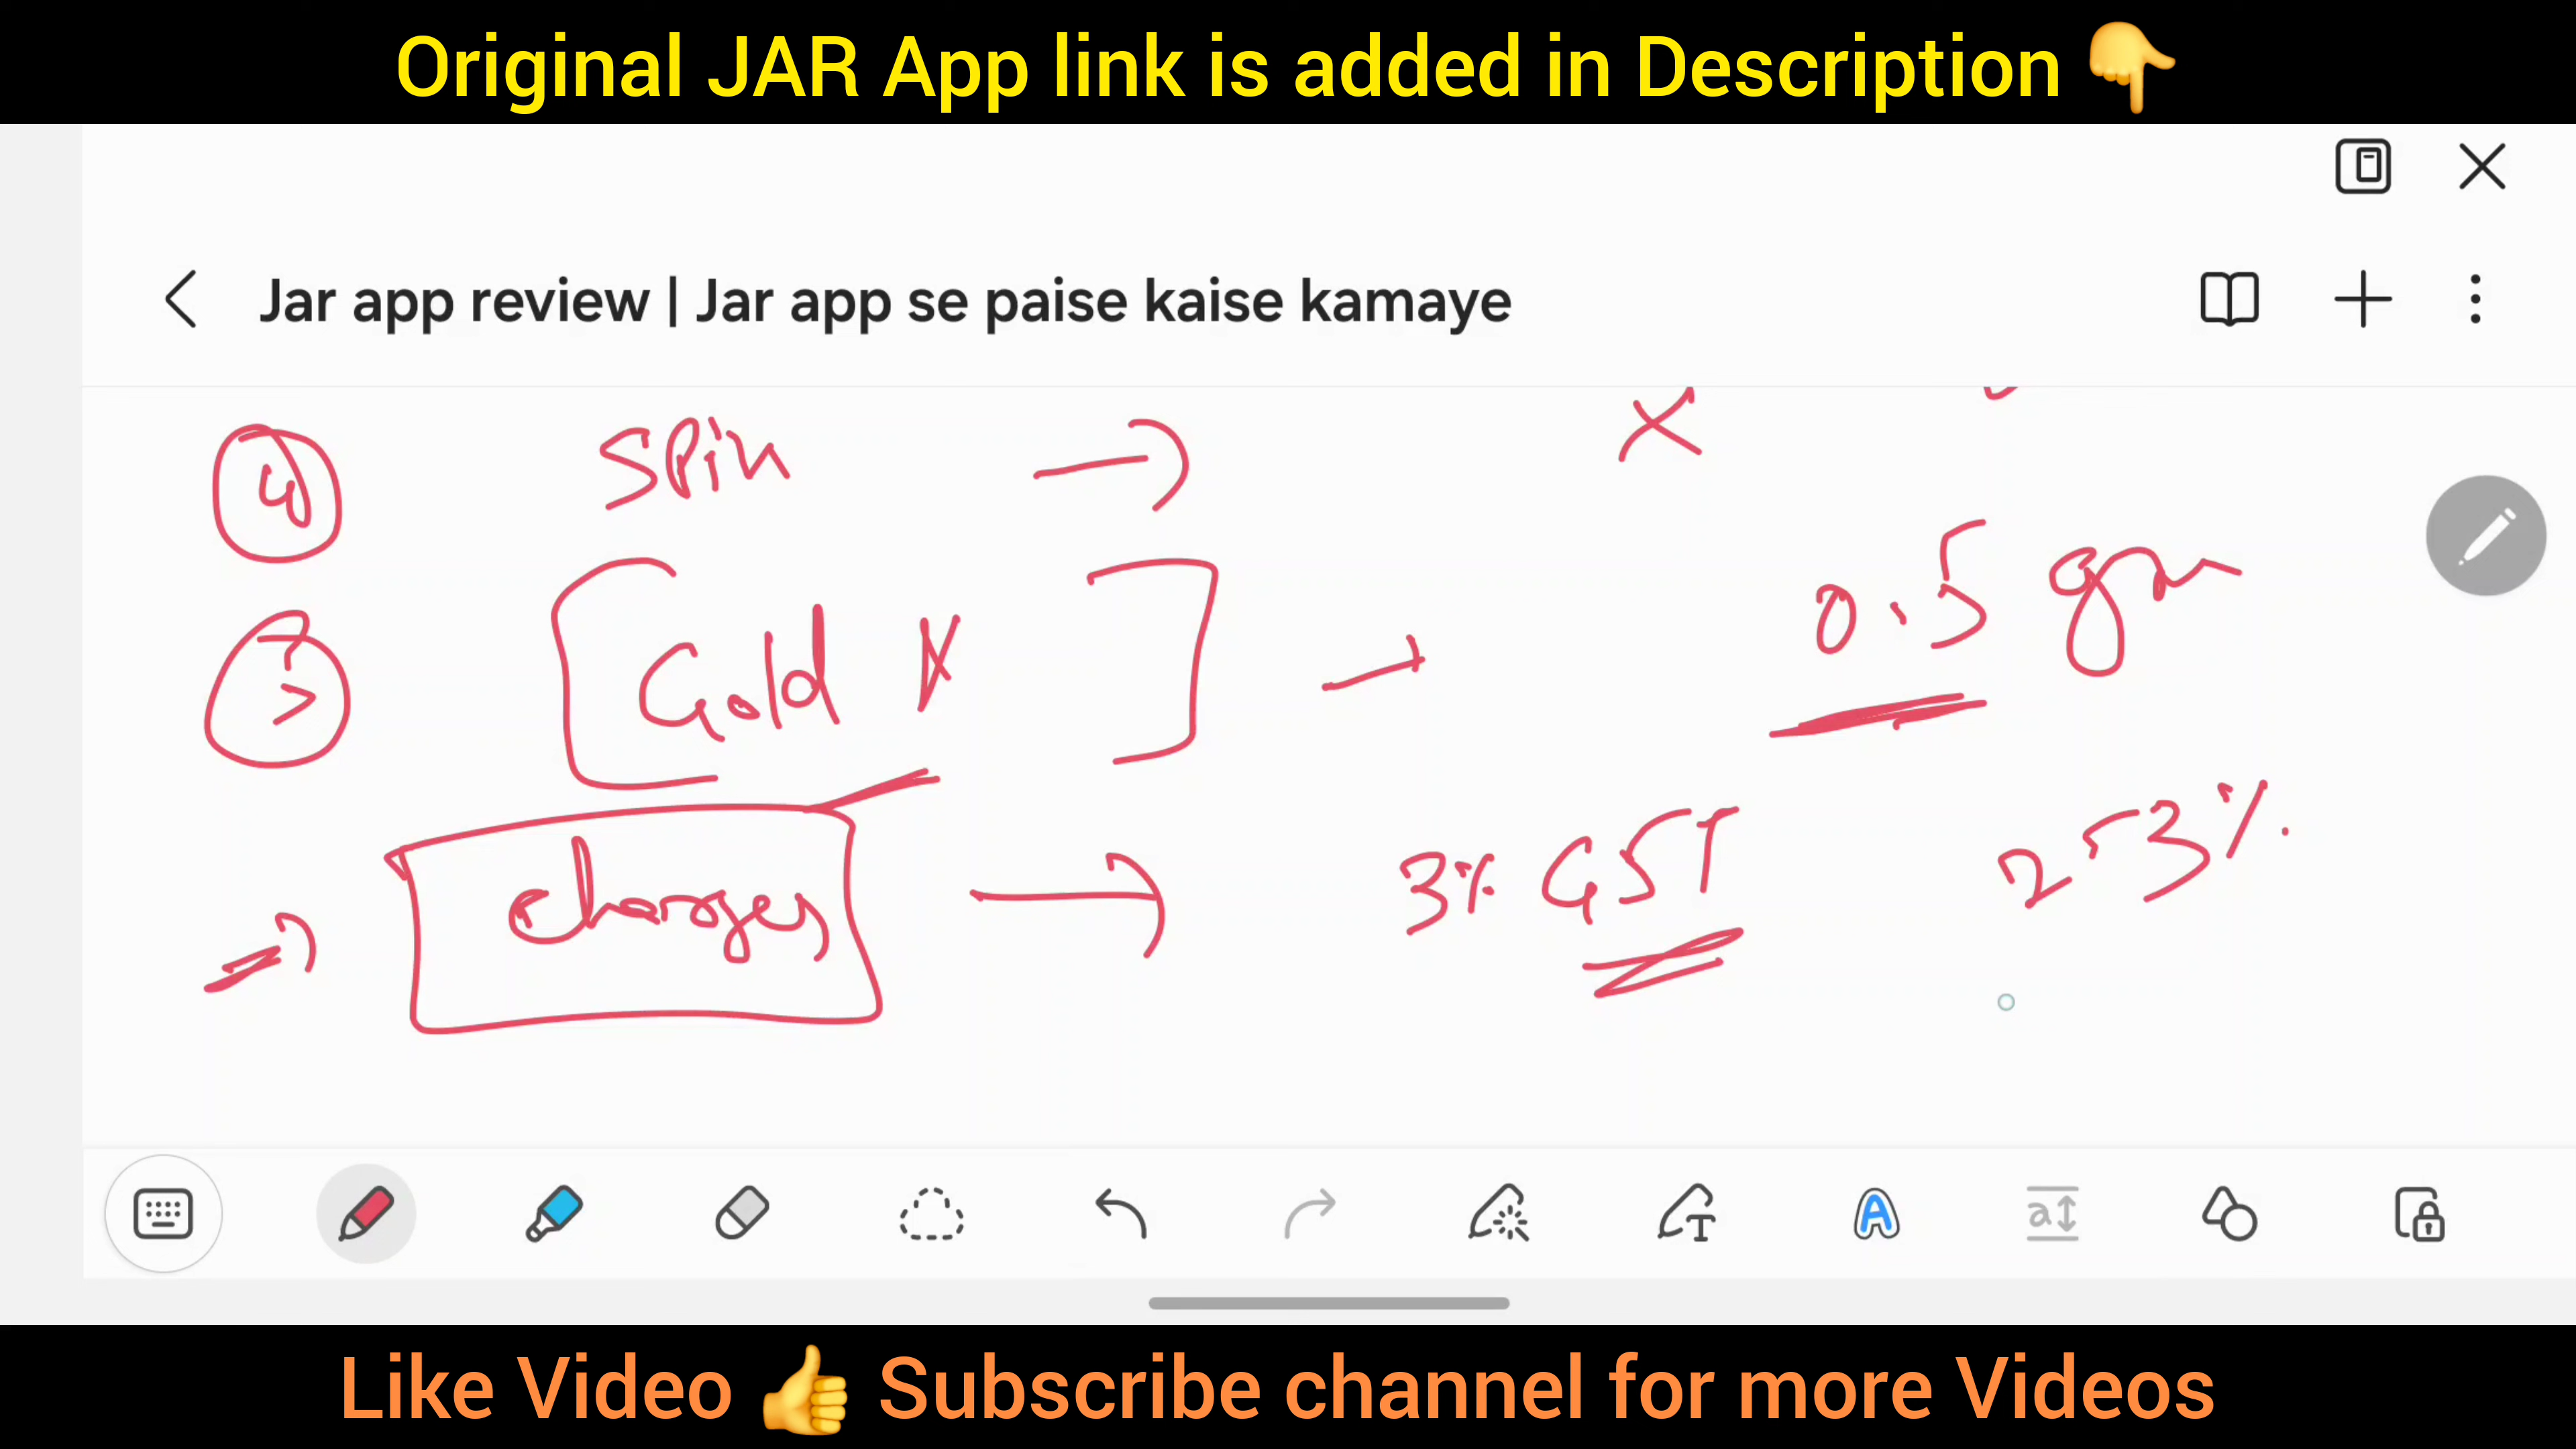 Original JAR App link is added in Description
Jar app review | Jar app se paise kaise kamaye
4 SPin
0.5 gm
Gold
charges 3% GST 2-3%
a
Like Video Subscribe channel for more Videos